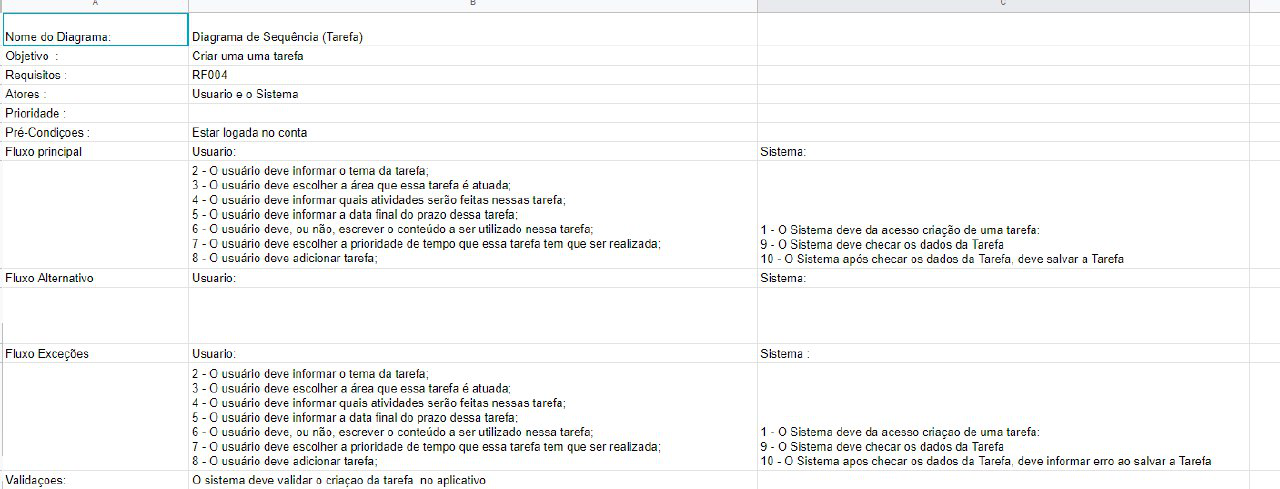 A B C
Nome do Diagrama: Diagrama de Sequência (Tarefa)
Objetivo : Criar uma uma tarefa
Requisitos : RF004
Atores : Usuario e o Sistema
Prioridade :
Pré-Condiçoes : Estar logada no conta
Fluxo principal Usuario: Sistema:
2 - O usuário deve informar o tema da tarefa;
3 - O usuário deve escolher a área que essa tarefa é atuada;
4 - O usuário deve informar quais atividades serão feitas nessas tarefa;
5 - O usuário deve informar a data final do prazo dessa tarefa;
6 - O usuário deve, ou não, escrever o conteúdo a ser utilizado nessa tarefa;
7 - O usuário deve escolher a prioridade de tempo que essa tarefa tem que ser realizada;
8 - O usuário deve adicionar tarefa;
1 - O Sistema deve da acesso criação de uma tarefa:
9 - O Sistema deve checar os dados da Tarefa
10 - O Sistema após checar os dados da Tarefa, deve salvar a Tarefa
Fluxo Alternativo Usuario: Sistema:
Fluxo Exceções Usuario: Sistema :
2 - O usuário deve informar o tema da tarefa;
3 - O usuário deve escolher a área que essa tarefa é atuada;
4 - O usuário deve informar quais atividades serão feitas nessas tarefa;
5 - O usuário deve informar a data final do prazo dessa tarefa;
6 - O usuário deve, ou não, escrever o conteúdo a ser utilizado nessa tarefa;
7 - O usuário deve escolher a prioridade de tempo que essa tarefa tem que ser realizada;
8 - O usuário deve adicionar tarefa;
1 - O Sistema deve da acesso criaçao de uma tarefa:
9 - O Sistema deve checar os dados da Tarefa
10 - O Sistema apos checar os dados da Tarefa, deve informar erro ao salvar a Tarefa
Validaçoes: O sistema deve validar o criaçao da tarefa no aplicativo